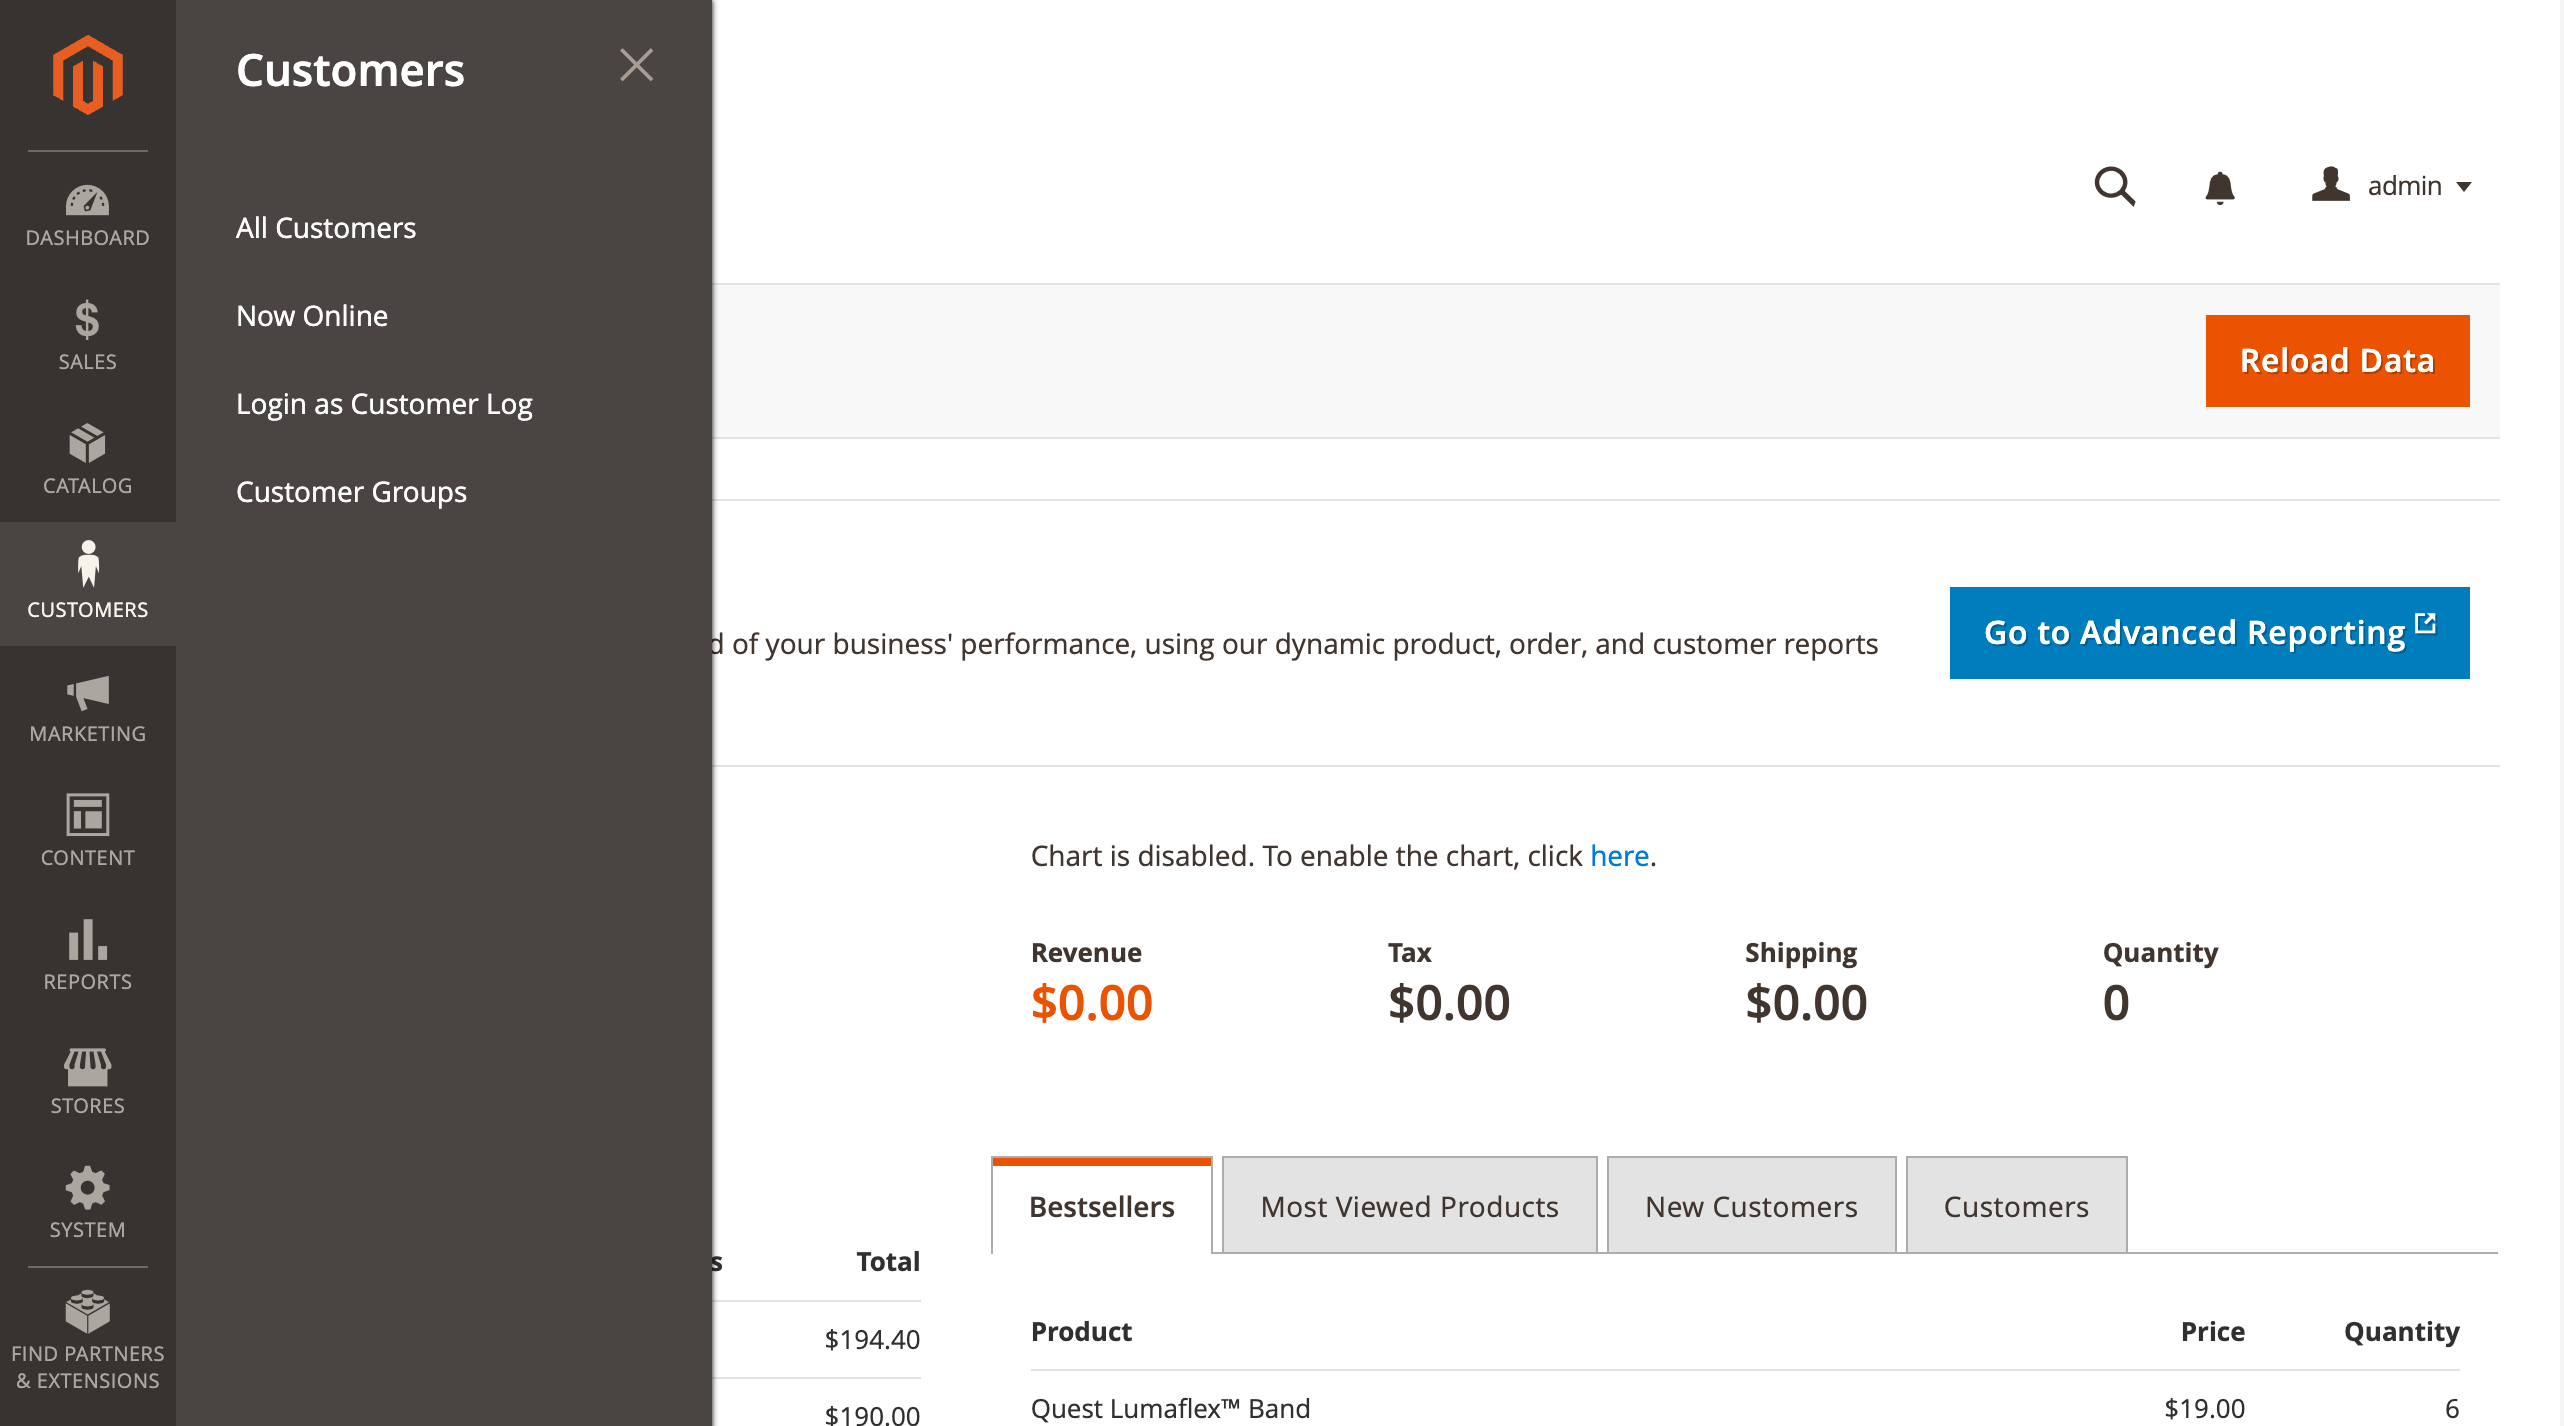 DASHBOARD
SALES
CATALOG
CUSTOMERS
MARKETING
CONTENT
REPORTS
STORES
SYSTEM
FIND PARTNERS
& EXTENSIONS
Customers
All Customers
Now Online
Login as Customer Log
Customer Groups
admin
Reload Data
d of your business' performance, using our dynamic product, order, and customer reports
Go to Advanced Reporting
Chart is disabled. To enable the chart, click here.
Revenue Tax Shipping Quantity
$0.00 $0.00 $0.00 0
s Total
$194.40
$190.00
Bestsellers Most Viewed Products New Customers Customers
Product Price Quantity
Quest Lumaflex™ Band $19.00 6